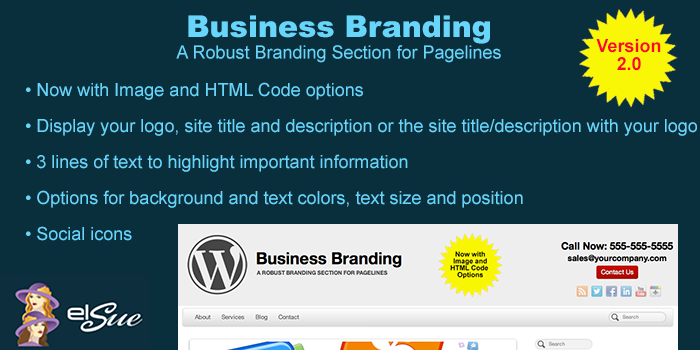 Business Branding
A Robust Branding Section for Pagelines
Version
2.0
• Now with Image and HTML Code options
• Display your logo, site title and description or the site title/description with your logo
• 3 lines of text to highlight important information
• Options for background and text colors, text size and position
• Social icons
Business Branding
A ROBUST BRANDING SECTION FOR PAGELINES
Now with
Image and
HTML Code
Options
Call Now: 555-555-5555
sales@yourcompany.com
Contact Us
About Services Blog Contact
Search
Search
elSue